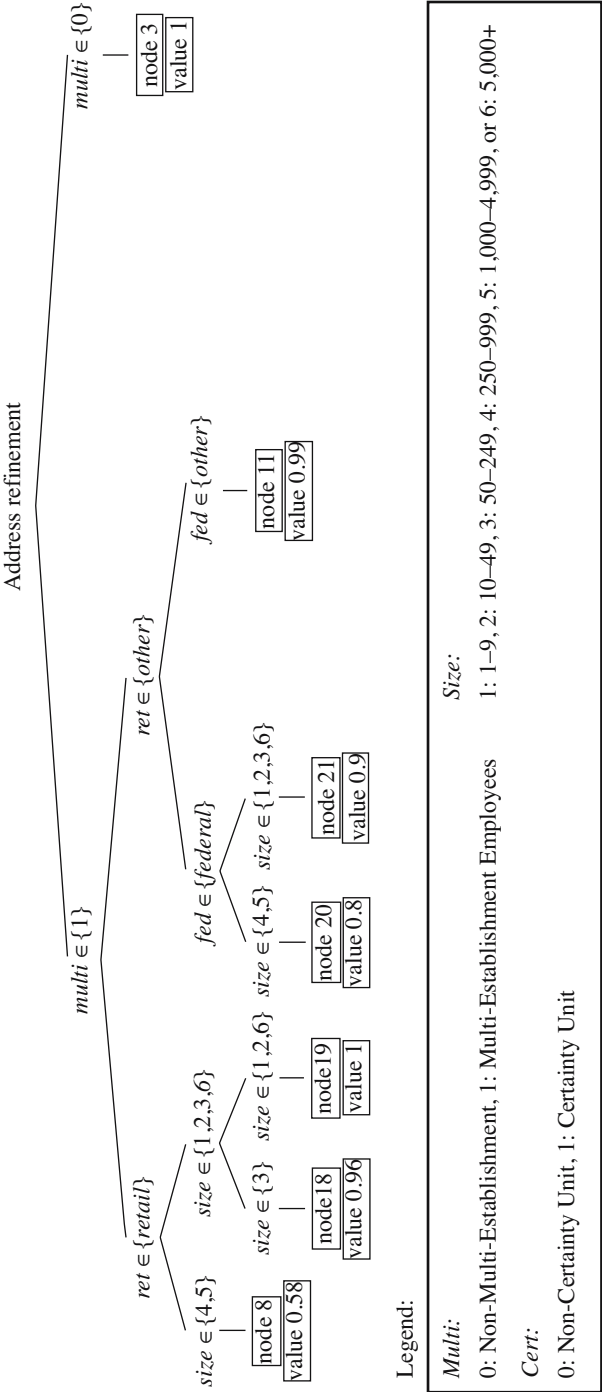 Address refinement
multi ∈ {1}
multi ∈ {0}
node 3
value 1
ret ∈ {retail}
ret ∈ {other}
size ∈ {4,5}
size ∈ {1,2,3,6}
fed ∈ {federal}
fed ∈ {other}
node 8
value 0.58
size ∈ {3}
size ∈ {1,2,6}
size ∈ {4,5}
size ∈ {1,2,3,6}
node 11
value 0.99
node18
value 0.96
node19
value 1
node 20
value 0.8
node 21
value 0.9
Legend:
Multi:
0: Non-Multi-Establishment, 1: Multi-Establishment Employees
Cert:
0: Non-Certainty Unit, 1: Certainty Unit
Size:
1: 1–9, 2: 10–49, 3: 50–249, 4: 250–999, 5: 1,000–4,999, or 6: 5,000+